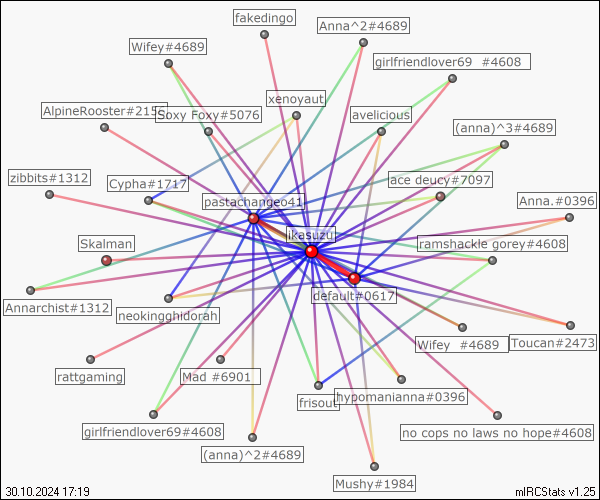 fakedingo
Anna^2#4689
Wifey#4689
girlfriendlover69 #4608
xenoyaut
AlpineRooster#215
Soxy Foxy#5076
avelicious
(anna)^3#4689
zibbits#1312
Cypha#1717
ace deucy#7097
pastachangeo41
Anna.#0396
jkasuzu
Skalman
ramshackle gorey#4608
default#0617
Annarchist#1312
neokingghidorah
Wifey #4689
Toucan#2473
rattgaming
Mad #6901
hypomanianna#0396
frisout
girlfriendlover69#4608
no cops no laws no hope#4608
(anna)^2#4689
Mushy#1984
30.10.2024 17:19
mIRCStats v1.25